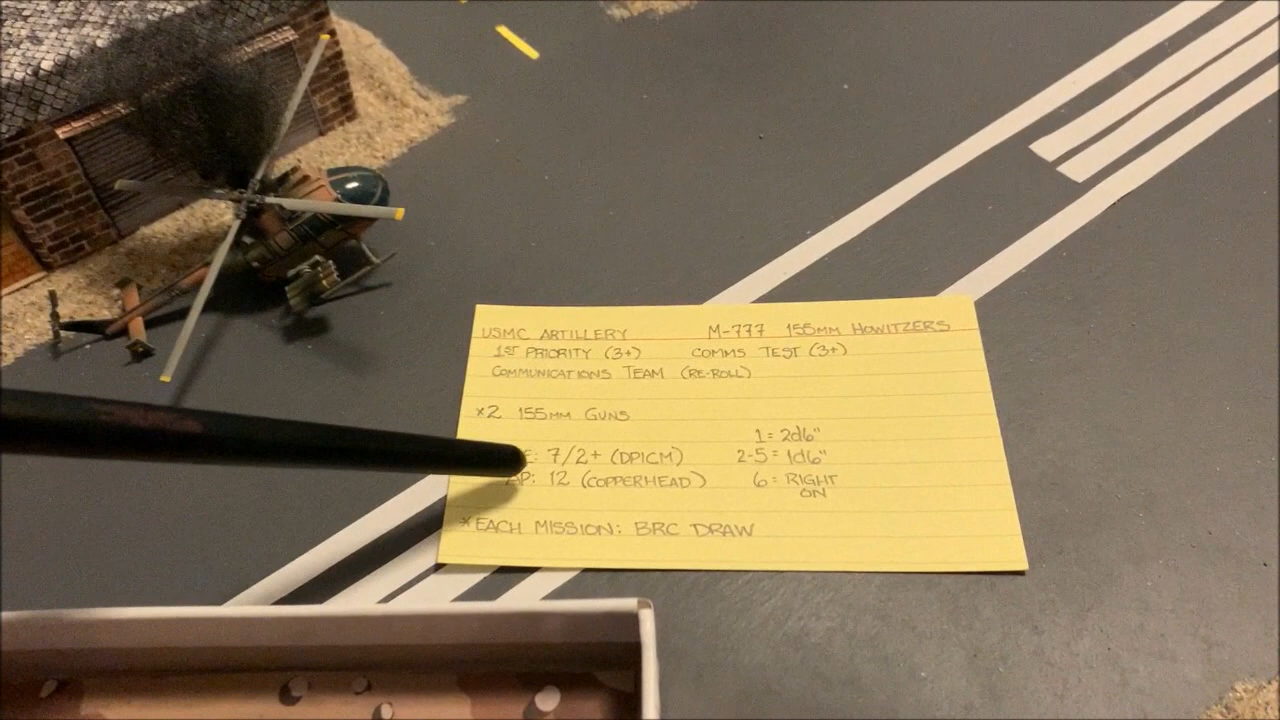 USMC ARTILLERY M-777 155MM HOWITZERS
1ST PRIORITY (3+) COMMS TEST (3+)
COMMUNICATIONS TEAM (RE-ROLL)
*2 155MM GUNS
1 = 2d6"
E: 7/2+ (DPICM) 2-5 = 1d6"
AP: 12 (COPPERHEAD) 6 = RIGHT
ON
*EACH MISSION: BRC DRAW